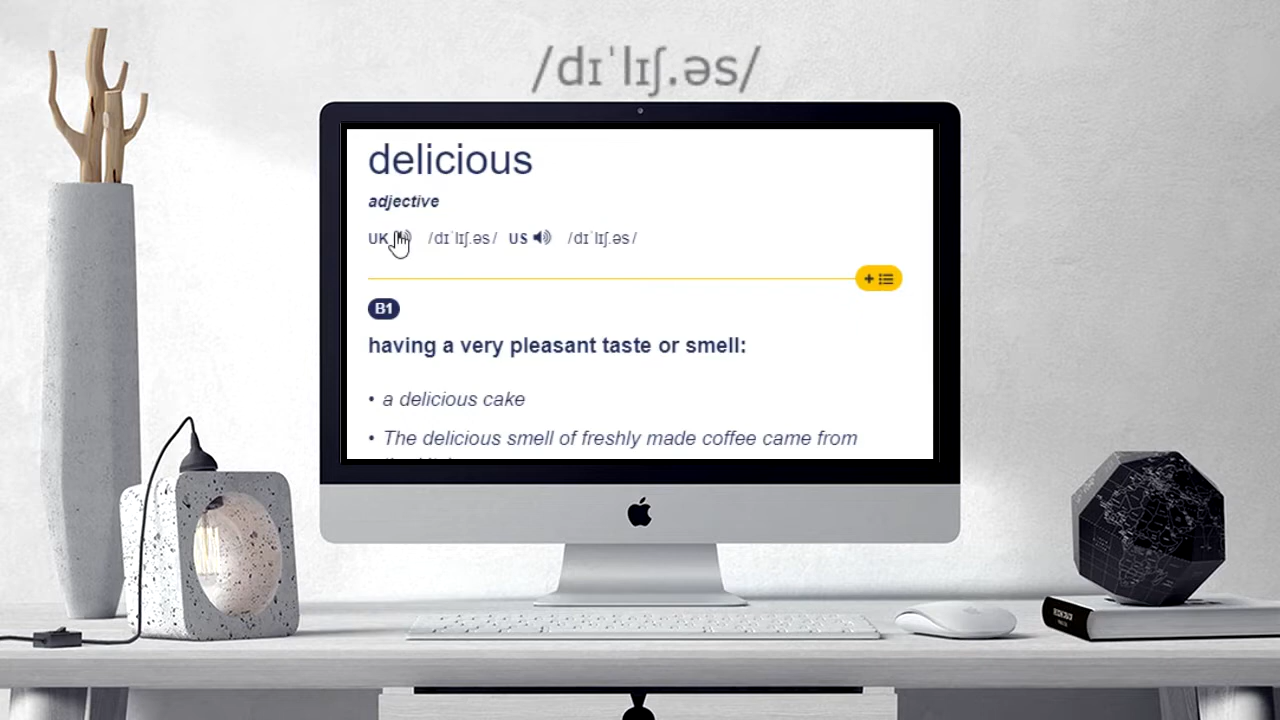 /dɪˈlɪʃ.əs/
delicious
adjective
UK /dɪˈlɪʃ.əs/ US /dɪˈlɪʃ.əs/
B1
having a very pleasant taste or smell:
• a delicious cake
• The delicious smell of freshly made coffee came from